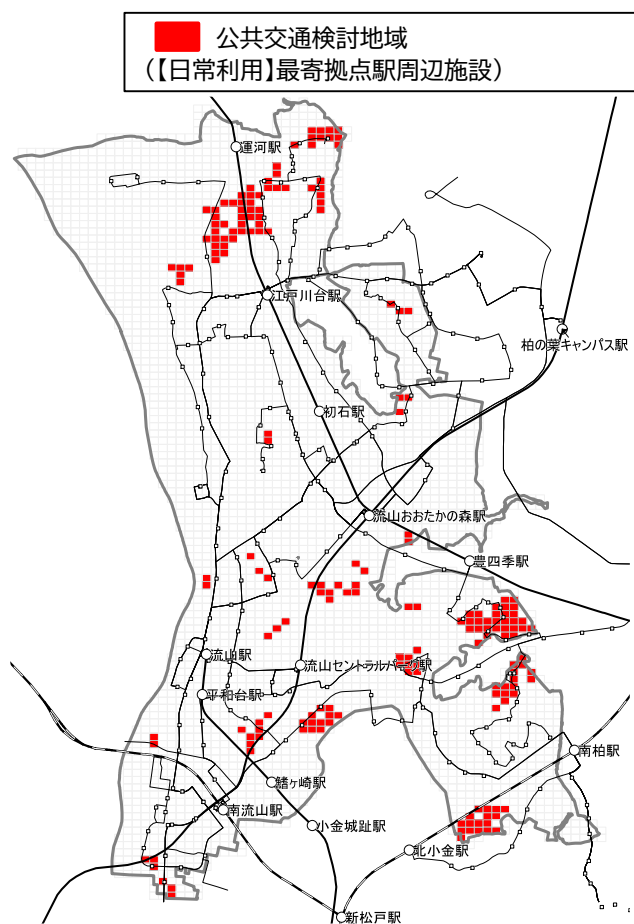 公共交通検討地域
(【日常利用】最寄拠点駅周辺施設)
運河駅
江戸川台駅
柏の葉キャンパス駅
初石駅
流山おおたかの森駅
豊四季駅
流山駅
流山セントラルパーク駅
平和台駅
南柏駅
鰭ヶ崎駅
南流山駅
小金城趾駅
北小金駅
新松戸駅